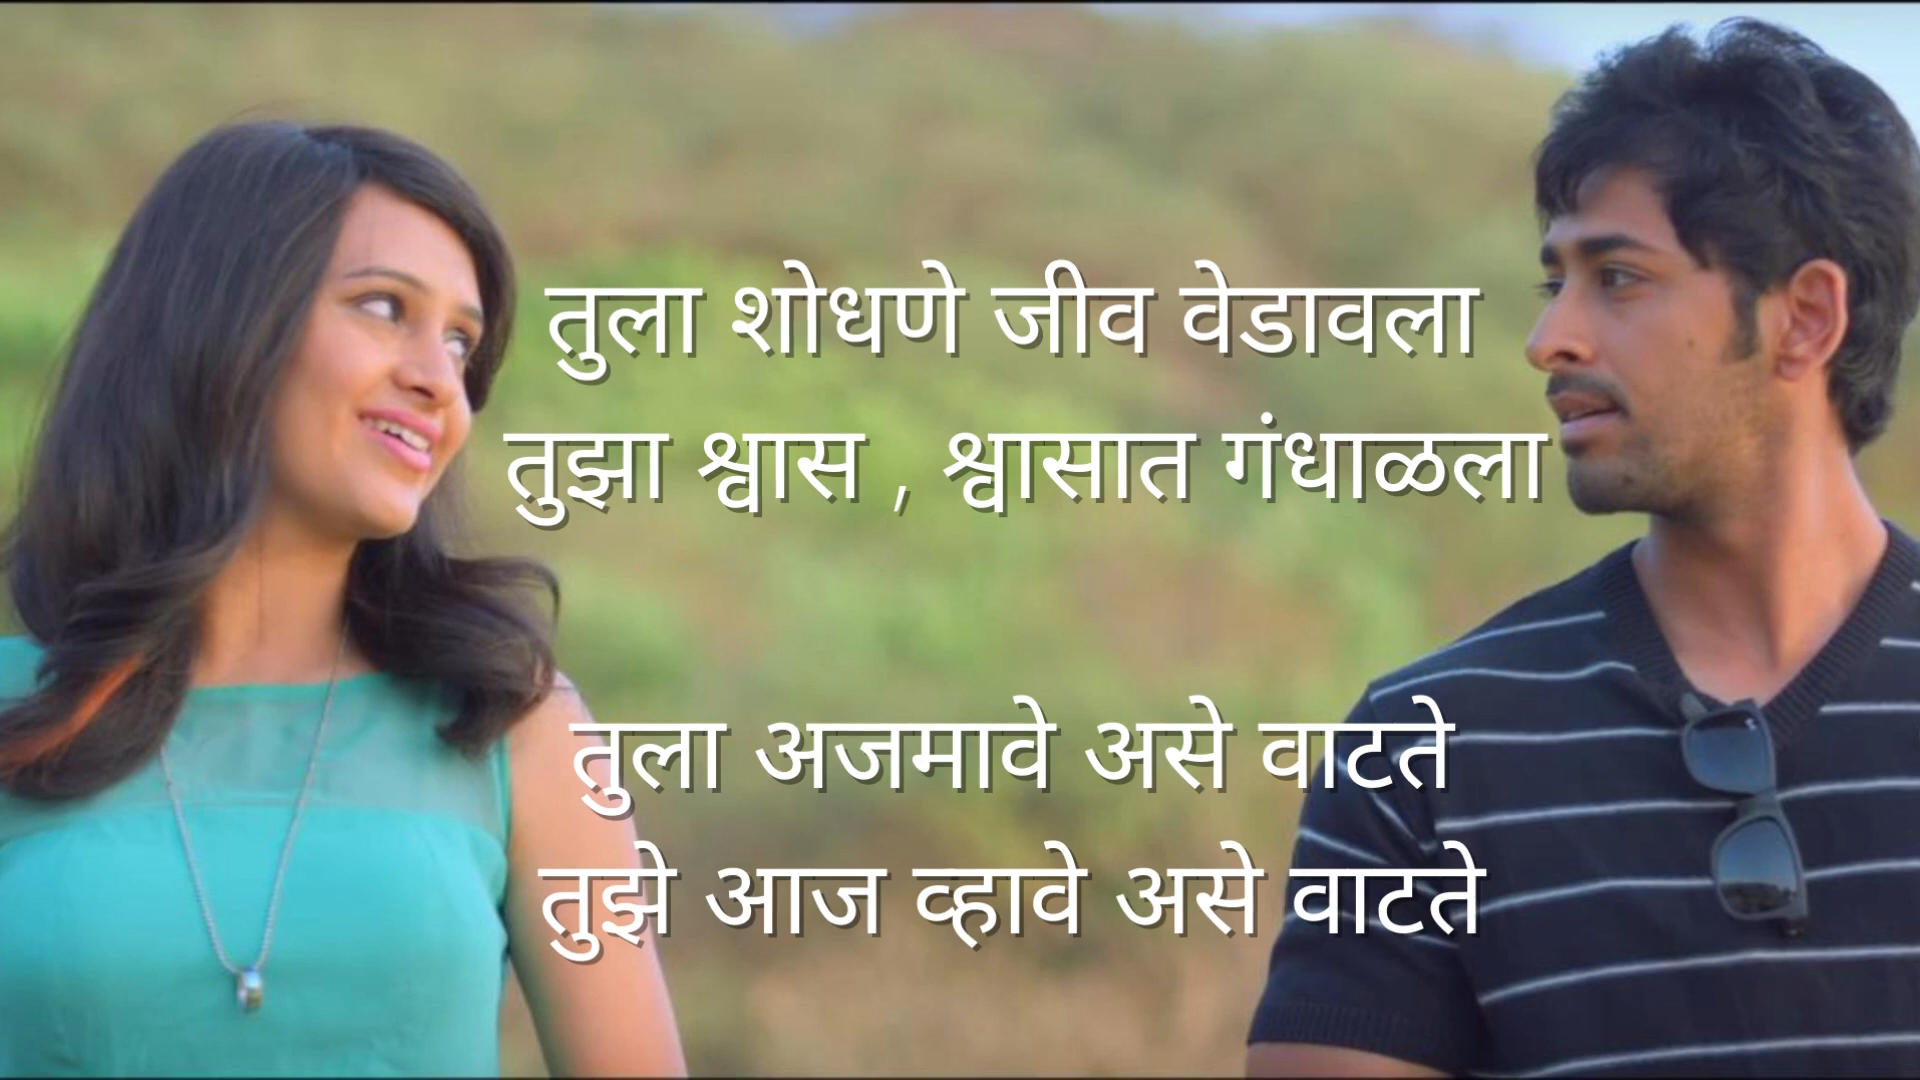 तुला शोधणे जीव वेडावला
तुझा श्वास , श्वासात गंधाळला
तुला अजमावे असे वाटते
तुझे आज व्हावे असे वाटते